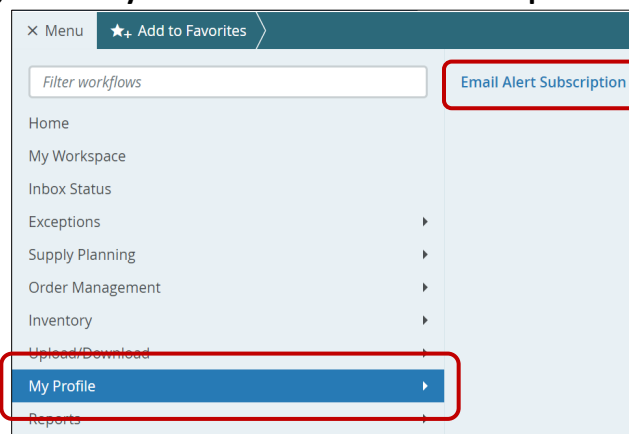 × Menu ★+ Add to Favorites
Filter workflows
Email Alert Subscription
Home
My Workspace
Inbox Status
Exceptions
Supply Planning
Order Management
Inventory
Upload/Download
My Profile
Reports